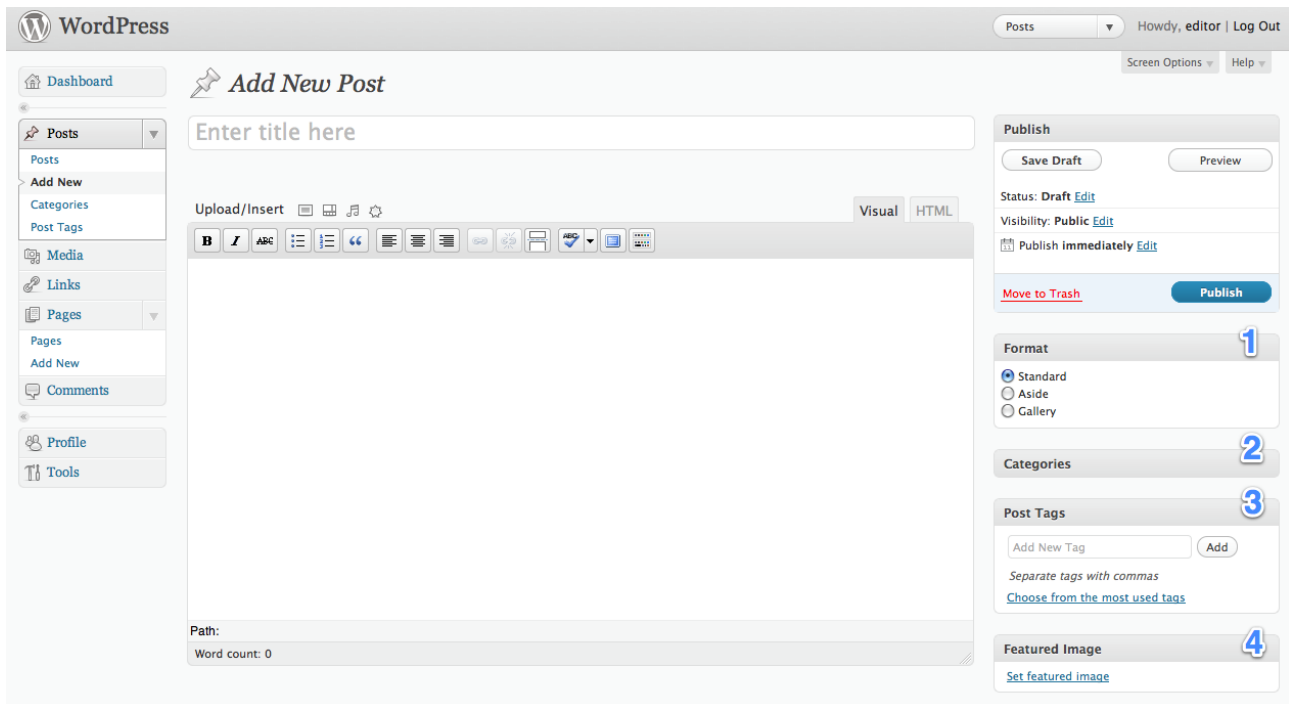 WordPress
Posts
Howdy, editor | Log Out
Screen Options
Help
Dashboard
Posts
Posts
Add New
Categories
Post Tags
Media
Links
Pages
Pages
Add New
Comments
Profile
Tools
Add New Post
Enter title here
Upload/Insert
Visual
HTML
B I ABC
ABC
Path:
Word count: 0
Publish
Save Draft
Preview
Status: Draft Edit
Visibility: Public Edit
Publish immediately Edit
Move to Trash
Publish
Format
1
Standard
Aside
Gallery
Categories
2
Post Tags
3
Add New Tag
Add
Separate tags with commas
Choose from the most used tags
Featured Image
4
Set featured image